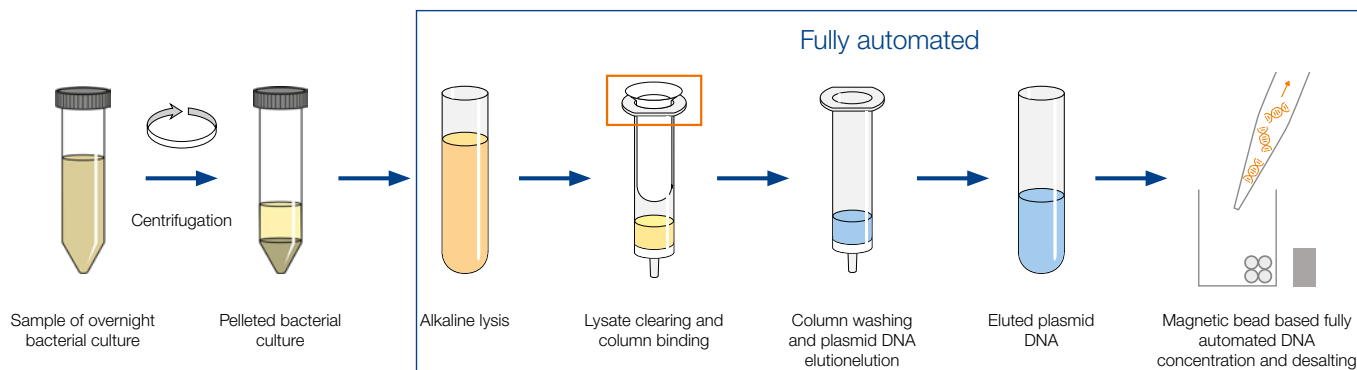 Fully automated
Centrifugation
Sample of overnight
bacterial culture
Pelleted bacterial
culture
Alkaline lysis
Lysate clearing and
column binding
Column washing
and plasmid DNA
elutionelution
Eluted plasmid
DNA
Magnetic bead based fully
automated DNA
concentration and desalting